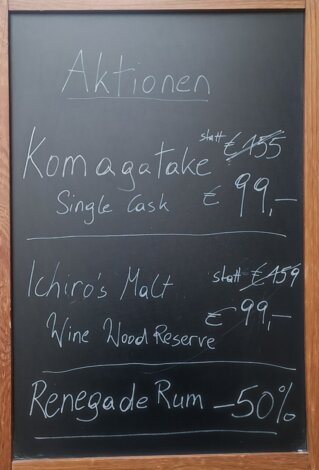 Aktionen
statt € 155
Komagatake
Single Cask € 99,–
Ichiro's Malt statt € 159
Wine Wood Reserve € 99,–
Renegade Rum –50%